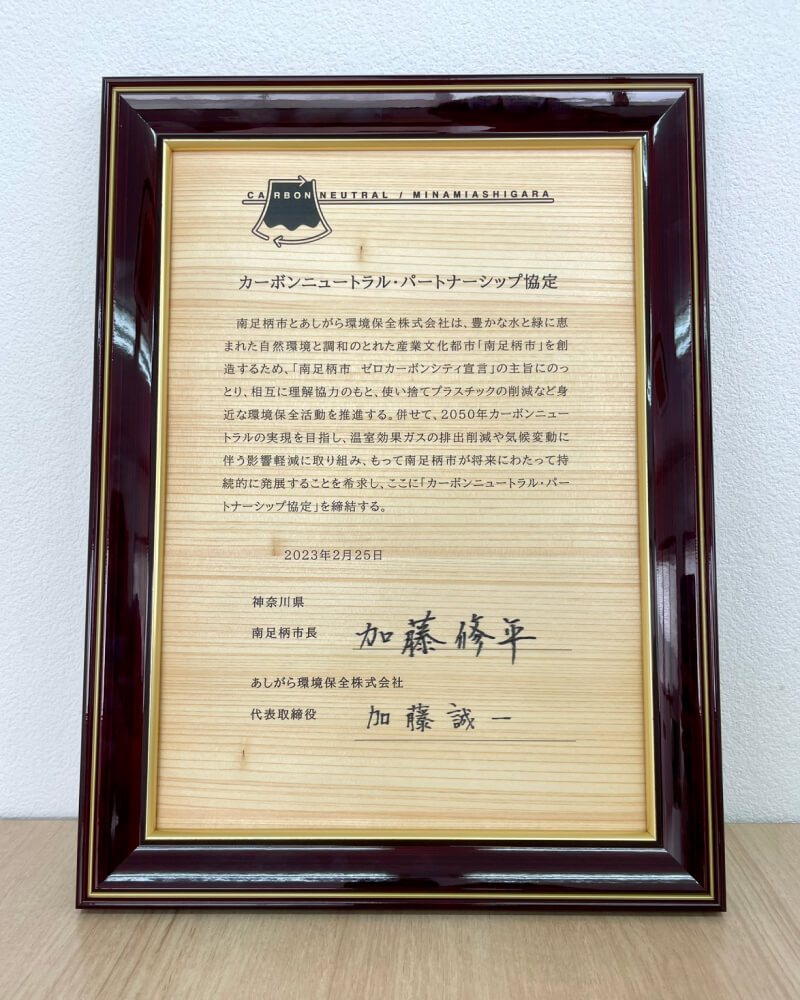 CARBON NEUTRAL / MINAMIASHIGARA
カーボンニュートラル・パートナーシップ協定
南足柄市とあしがら環境保全株式会社は、豊かな水と緑に恵
まれた自然環境と調和のとれた産業文化都市「南足柄市」を創
造するため、「南足柄市 ゼロカーボンシティ宣言」の主旨にのっ
とり、相互に理解協力のもと、使い捨てプラスチックの削減など身
近な環境保全活動を推進する。併せて、2050年カーボンニュー
トラルの実現を目指し、温室効果ガスの排出削減や気候変動に
伴う影響軽減に取り組み、もって南足柄市が将来にわたって持
続的に発展することを希求し、ここに「カーボンニュートラル・パー
トナーシップ協定」を締結する。
2023年2月25日
神奈川県
南足柄市長 加藤修平
あしがら環境保全株式会社
代表取締役 加藤誠一